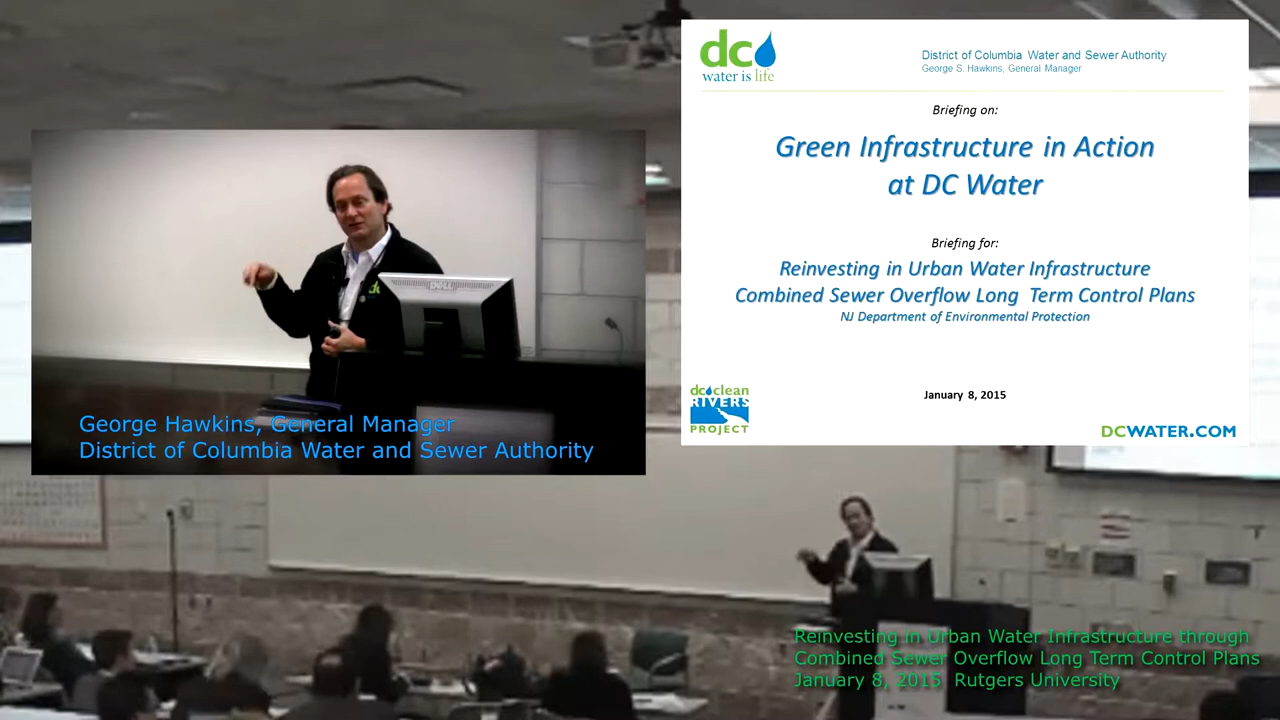 dc
water is life
District of Columbia Water and Sewer Authority
George S. Hawkins, General Manager
Briefing on:
Green Infrastructure in Action
at DC Water
Briefing for:
Reinvesting in Urban Water Infrastructure
Combined Sewer Overflow Long Term Control Plans
NJ Department of Environmental Protection
January 8, 2015
dc clean
RIVERS
PROJECT
DCWATER.COM
DELL
dc
George Hawkins, General Manager
District of Columbia Water and Sewer Authority
Reinvesting in Urban Water Infrastructure through
Combined Sewer Overflow Long Term Control Plans
January 8, 2015 Rutgers University